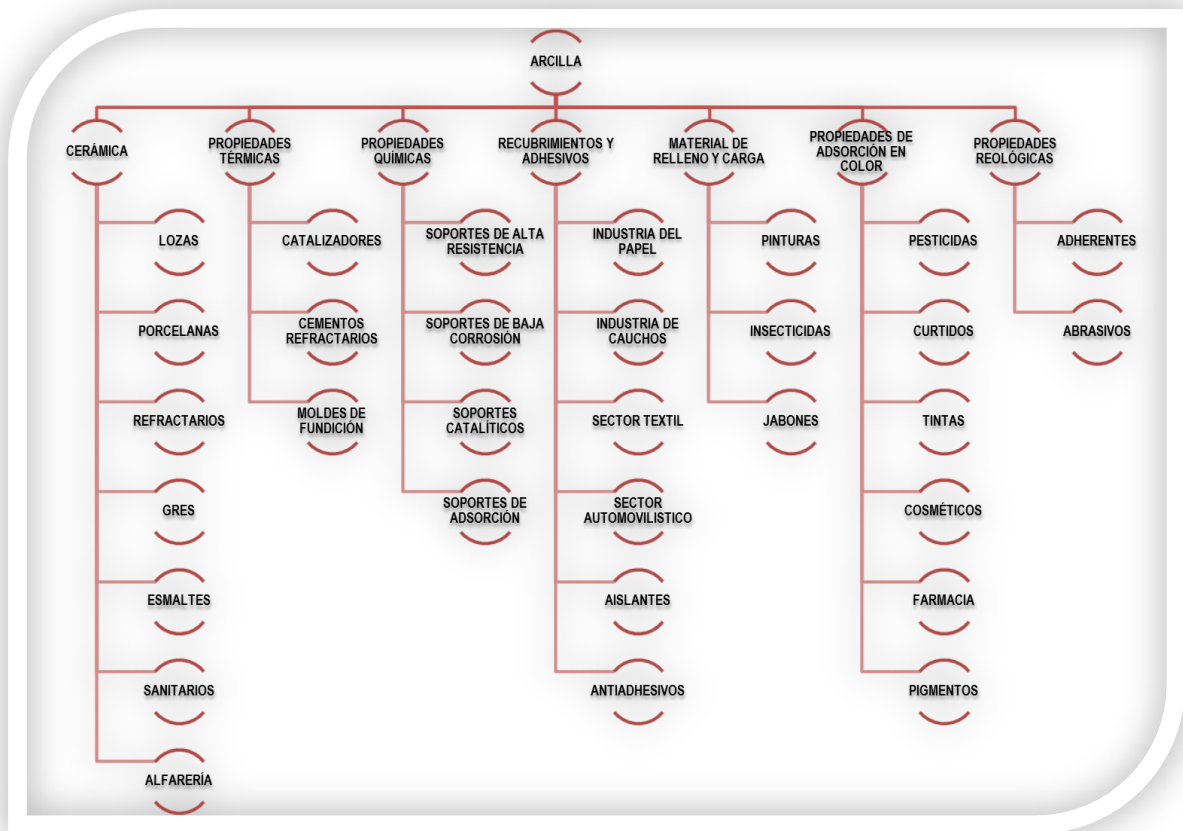 ARCILLA
CERÁMICA
LOZAS
PORCELANAS
REFRACTARIOS
GRES
ESMALTES
SANITARIOS
ALFARERÍA
PROPIEDADES
TÉRMICAS
CATALIZADORES
CEMENTOS
REFRACTARIOS
MOLDES DE
FUNDICIÓN
PROPIEDADES
QUÍMICAS
SOPORTES DE ALTA
RESISTENCIA
SOPORTES DE BAJA
CORROSIÓN
SOPORTES
CATALÍTICOS
SOPORTES DE
ADSORCIÓN
RECUBRIMIENTOS Y
ADHESIVOS
INDUSTRIA DEL
PAPEL
INDUSTRIA DE
CAUCHOS
SECTOR TEXTIL
SECTOR
AUTOMOVILISTICO
AISLANTES
ANTIADHESIVOS
MATERIAL DE
RELLENO Y CARGA
PINTURAS
INSECTICIDAS
JABONES
PROPIEDADES DE
ADSORCIÓN EN
COLOR
PESTICIDAS
CURTIDOS
TINTAS
COSMÉTICOS
FARMACIA
PIGMENTOS
PROPIEDADES
REOLÓGICAS
ADHERENTES
ABRASIVOS